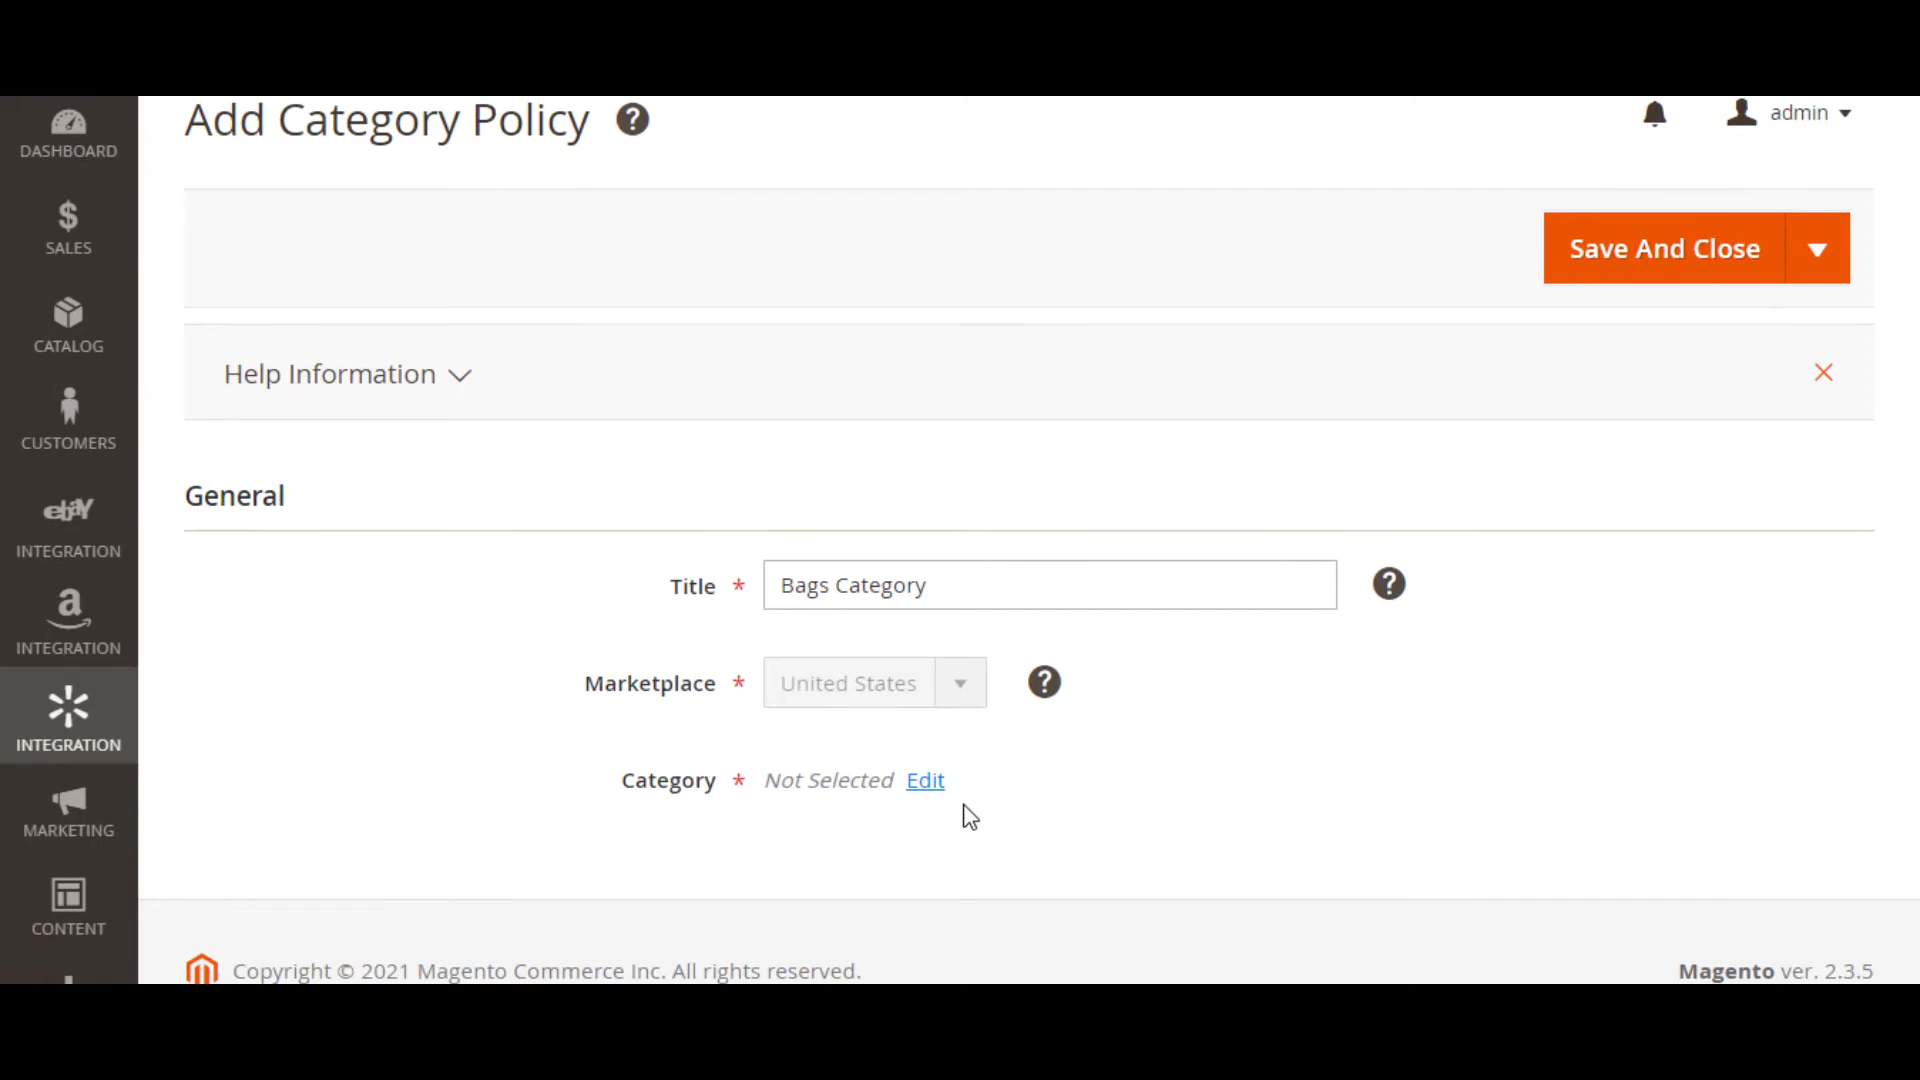 Add Category Policy ?
admin
DASHBOARD
$
SALES
Save And Close
CATALOG
Help Information
CUSTOMERS
General
ebay
INTEGRATION
Title * Bags Category ?
a
INTEGRATION
Marketplace * United States ?
INTEGRATION
Category * Not Selected Edit
MARKETING
CONTENT
Copyright © 2021 Magento Commerce Inc. All rights reserved.
Magento ver. 2.3.5